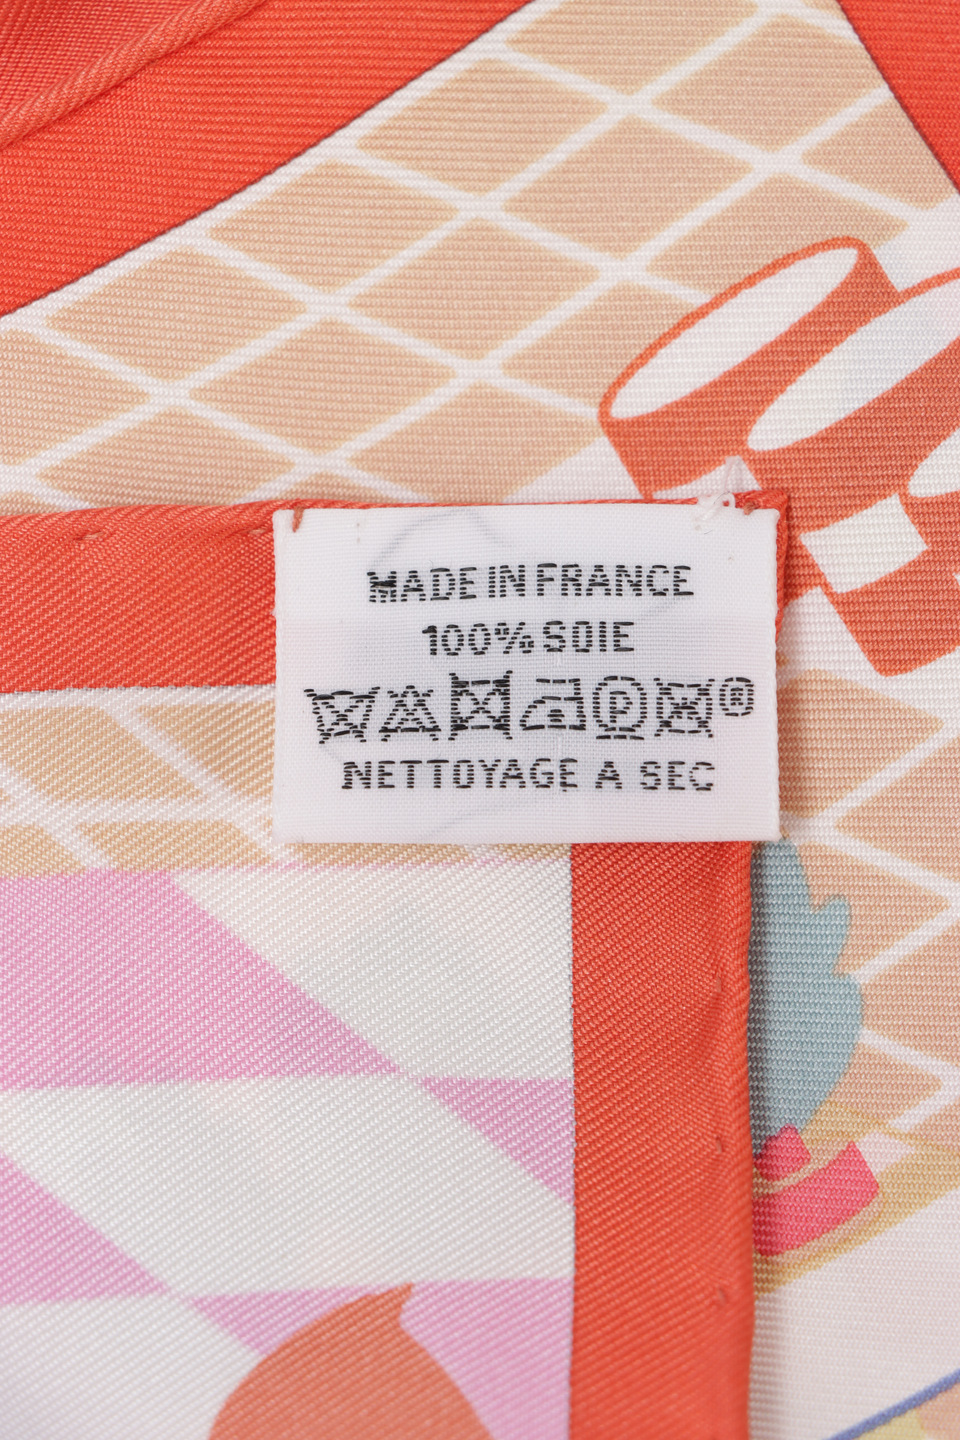 MADE IN FRANCE
100% SOIE
P ®
NETTOYAGE A SEC